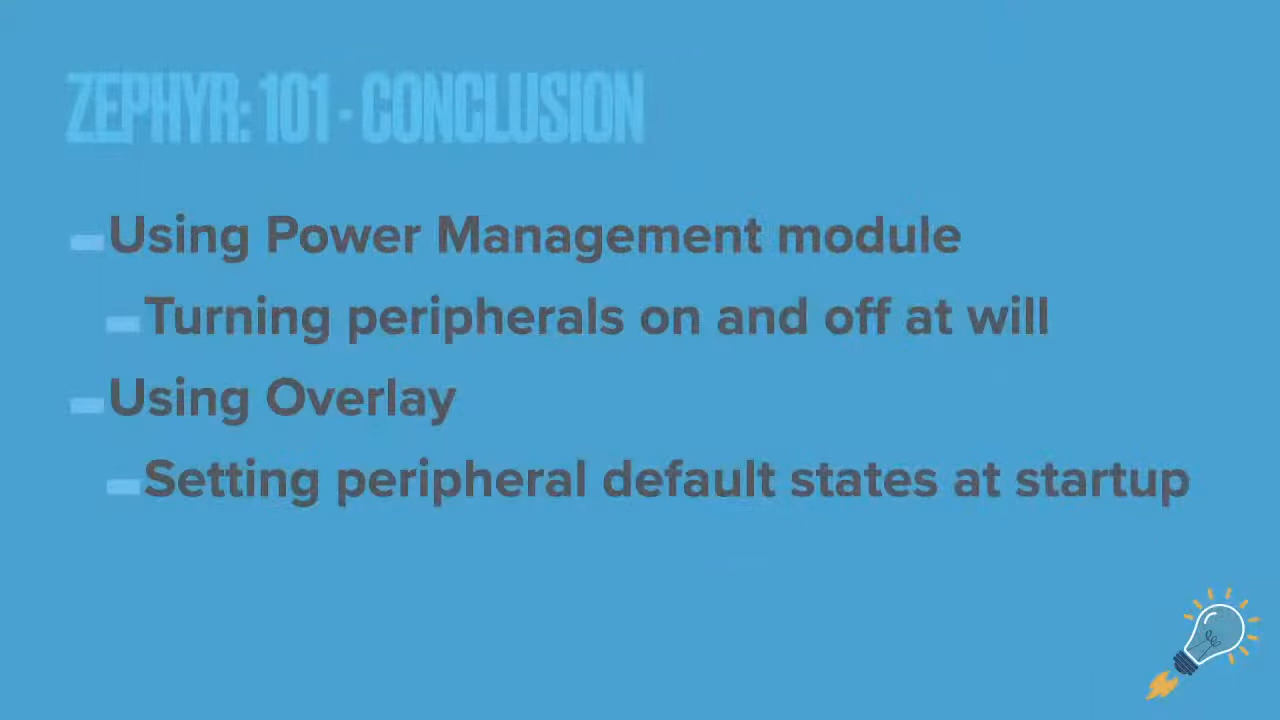 ZEPHYR: 101 - CONCLUSION
Using Power Management module
Turning peripherals on and off at will
Using Overlay
Setting peripheral default states at startup